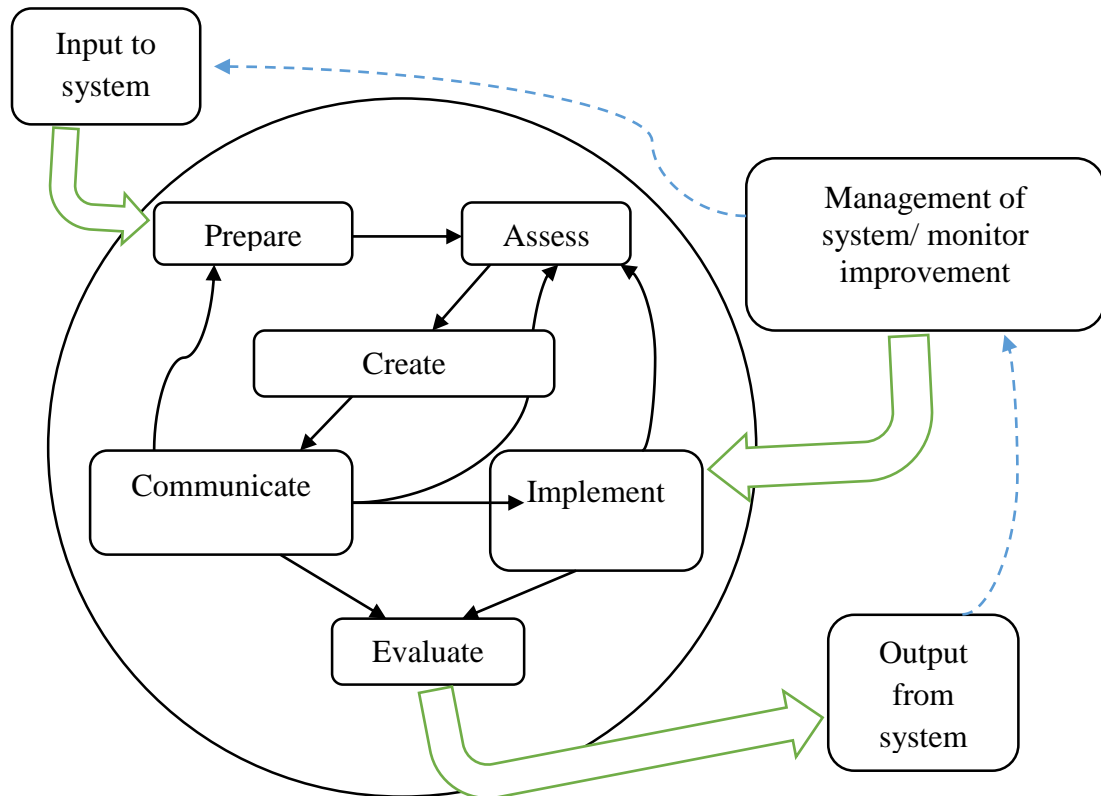 Input to
system
Management of
system/ monitor
improvement
Prepare
Assess
Create
Communicate
Implement
Evaluate
Output
from
system